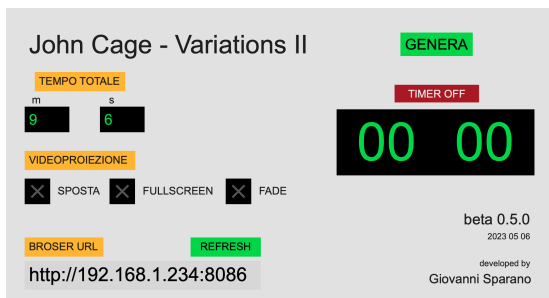 John Cage - Variations II
GENERA
TEMPO TOTALE
m s
9 6
TIMER OFF
00 00
VIDEOPROIEZIONE
SPOSTA FULLSCREEN FADE
beta 0.5.0
2023 05 06
BROSER URL REFRESH
http://192.168.1.234:8086
developed by
Giovanni Sparano